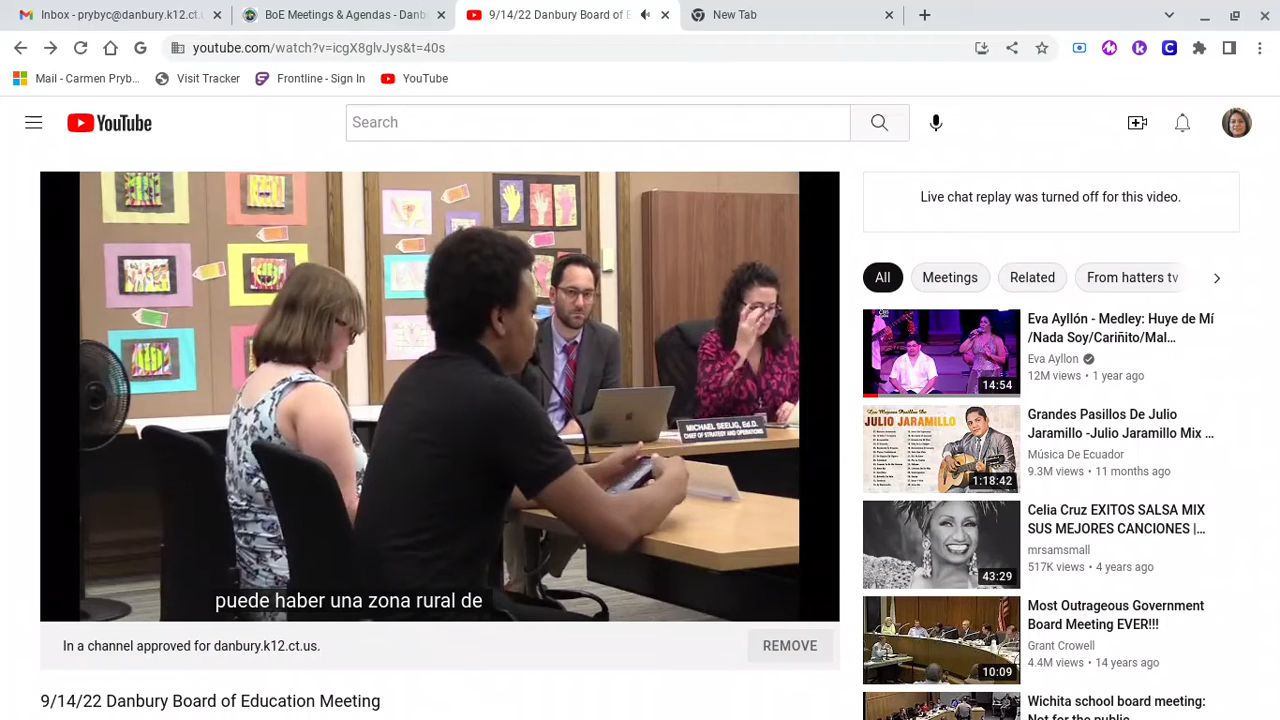 Inbox - prybyc@danbury.k12.ct.u
BoE Meetings & Agendas - Danb
9/14/22 Danbury Board of E
New Tab
youtube.com/watch?v=icgX8glvJys&t=40s
Mail - Carmen Pryb...
Visit Tracker
Frontline - Sign In
YouTube
YouTube
Search
MICHAEL SEELIG, Ed.D.
CHIEF OF STRATEGY AND OPERATIONS
puede haber una zona rural de
In a channel approved for danbury.k12.ct.us.
REMOVE
9/14/22 Danbury Board of Education Meeting
Live chat replay was turned off for this video.
All
Meetings
Related
From hatters tv
14:54
Eva Ayllón - Medley: Huye de Mí
/Nada Soy/Cariñito/Mal...
Eva Ayllon
12M views • 1 year ago
JULIO JARAMILLO
1:18:42
Grandes Pasillos De Julio
Jaramillo -Julio Jaramillo Mix ...
Música De Ecuador
9.3M views • 11 months ago
43:29
Celia Cruz EXITOS SALSA MIX
SUS MEJORES CANCIONES |...
mrsamsmall
517K views • 4 years ago
10:09
Most Outrageous Government
Board Meeting EVER!!!
Grant Crowell
4.4M views • 14 years ago
Wichita school board meeting:
Not for the public